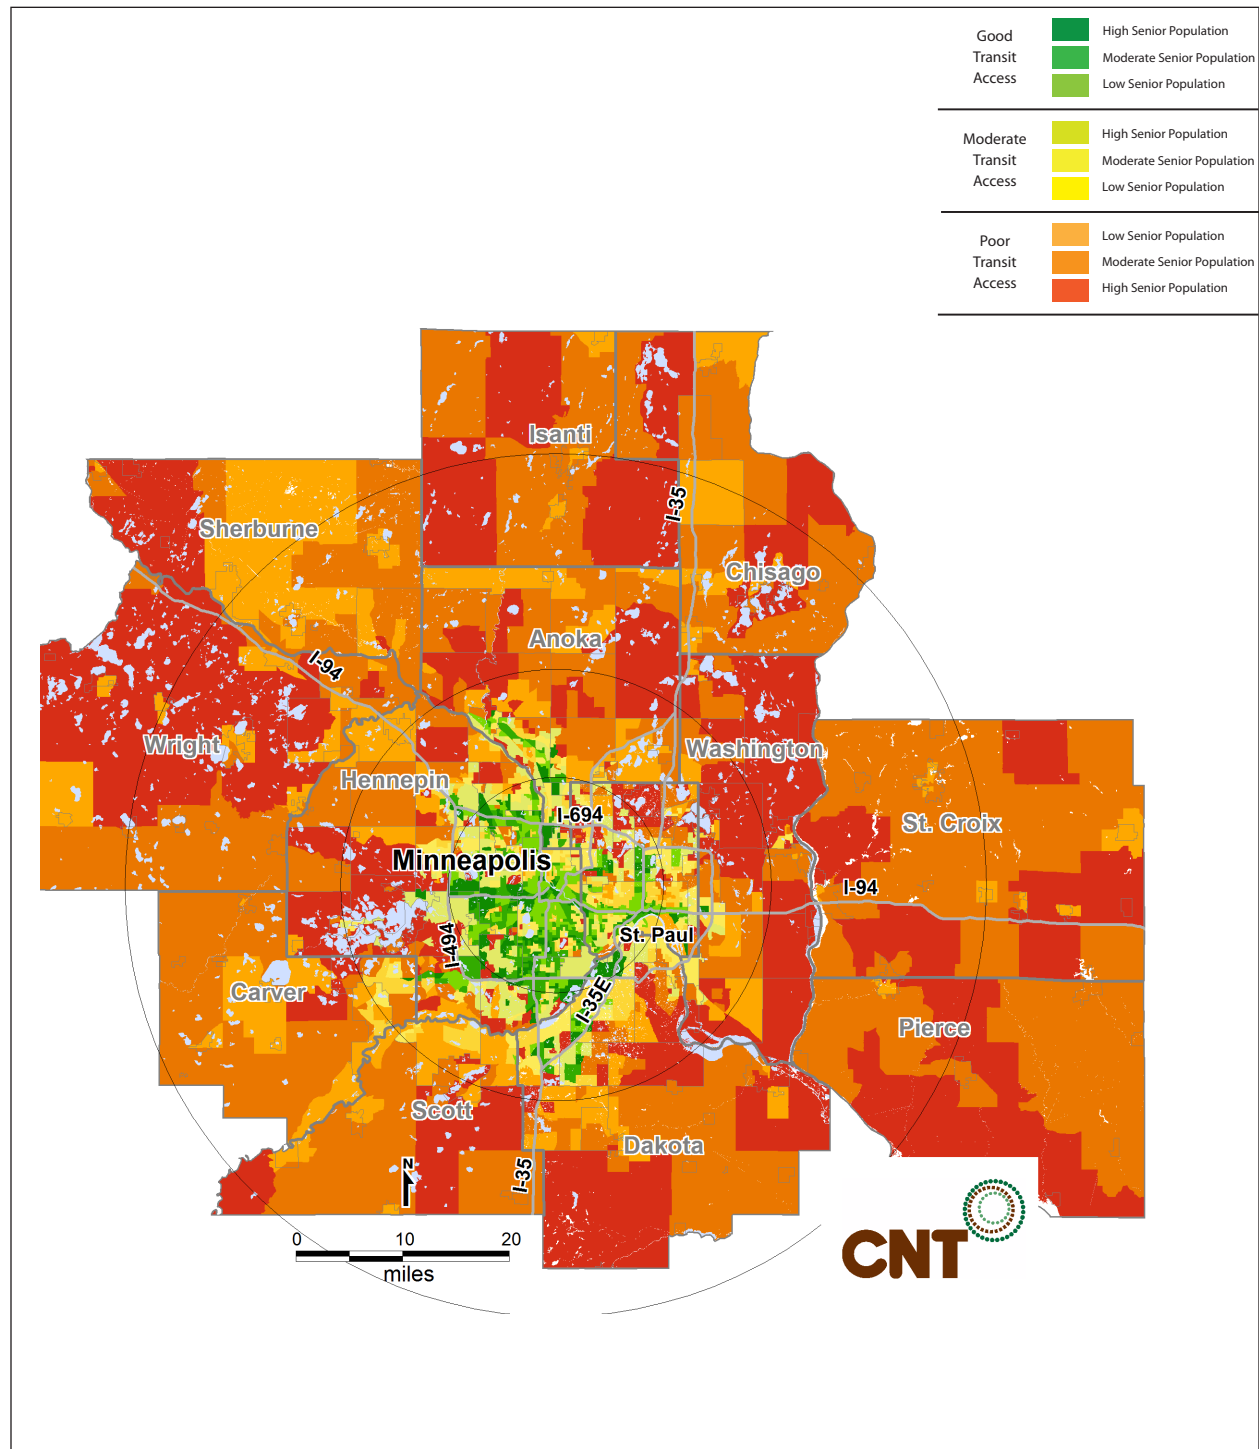 Good
Transit
Access
High Senior Population
Moderate Senior Population
Low Senior Population
Moderate
Transit
Access
High Senior Population
Moderate Senior Population
Low Senior Population
Poor
Transit
Access
Low Senior Population
Moderate Senior Population
High Senior Population
Isanti
I-35
Sherburne
Chisago
Anoka
I-94
Wright
Washington
Hennepin
I-694
St. Croix
Minneapolis
I-94
St. Paul
I-494
Carver
I-35E
Pierce
Scott
Dakota
N
I-35
0 10 20
miles
CNT